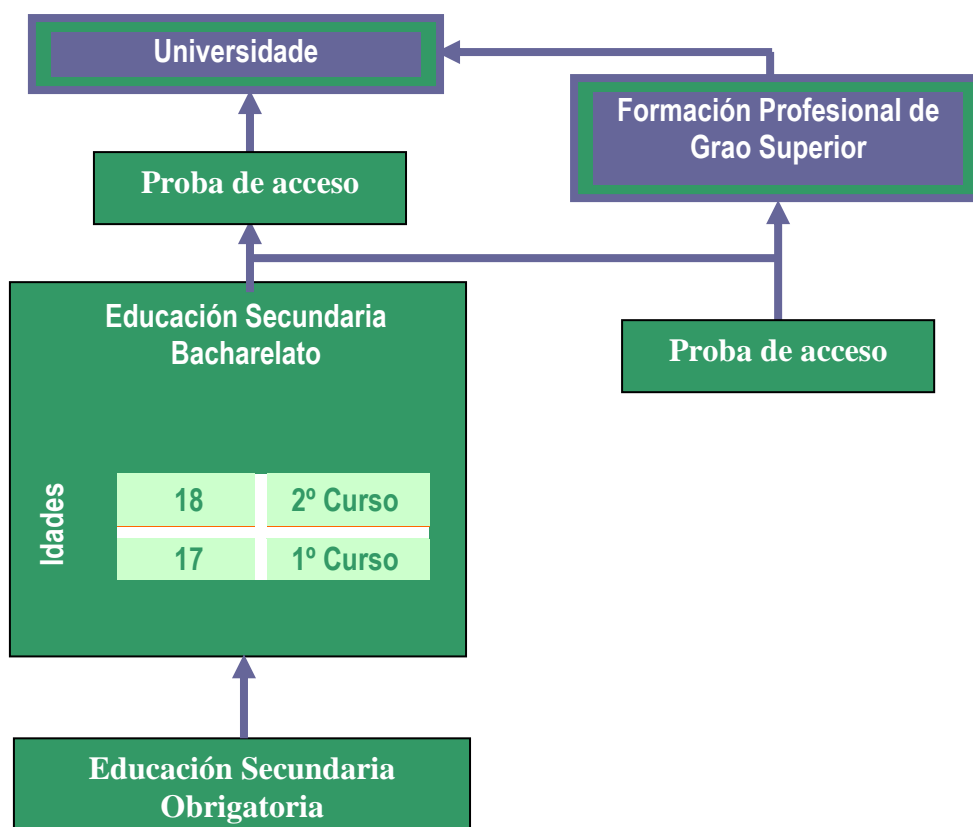 Universidade
Formación Profesional de
Grao Superior
Proba de acceso
Educación Secundaria
Bacharelato
Proba de acceso
Idades
18 2º Curso
17 1º Curso
Educación Secundaria
Obrigatoria